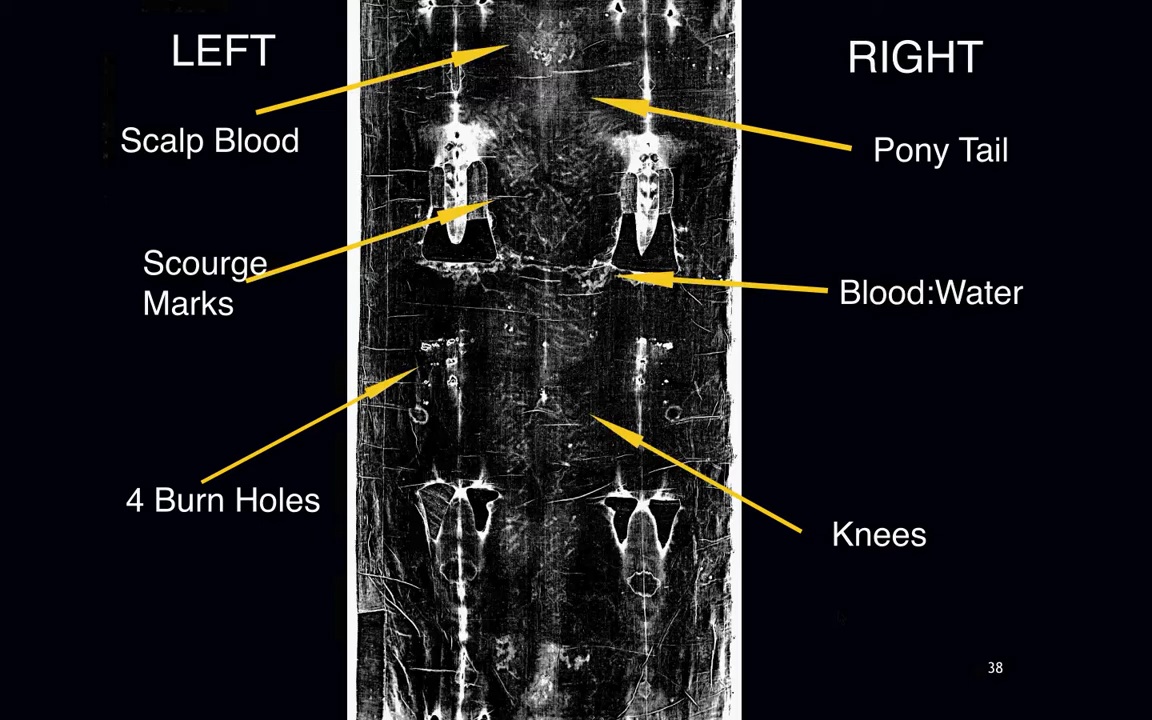 LEFT
RIGHT
Scalp Blood
Pony Tail
Scourge
Marks
Blood:Water
4 Burn Holes
Knees
38